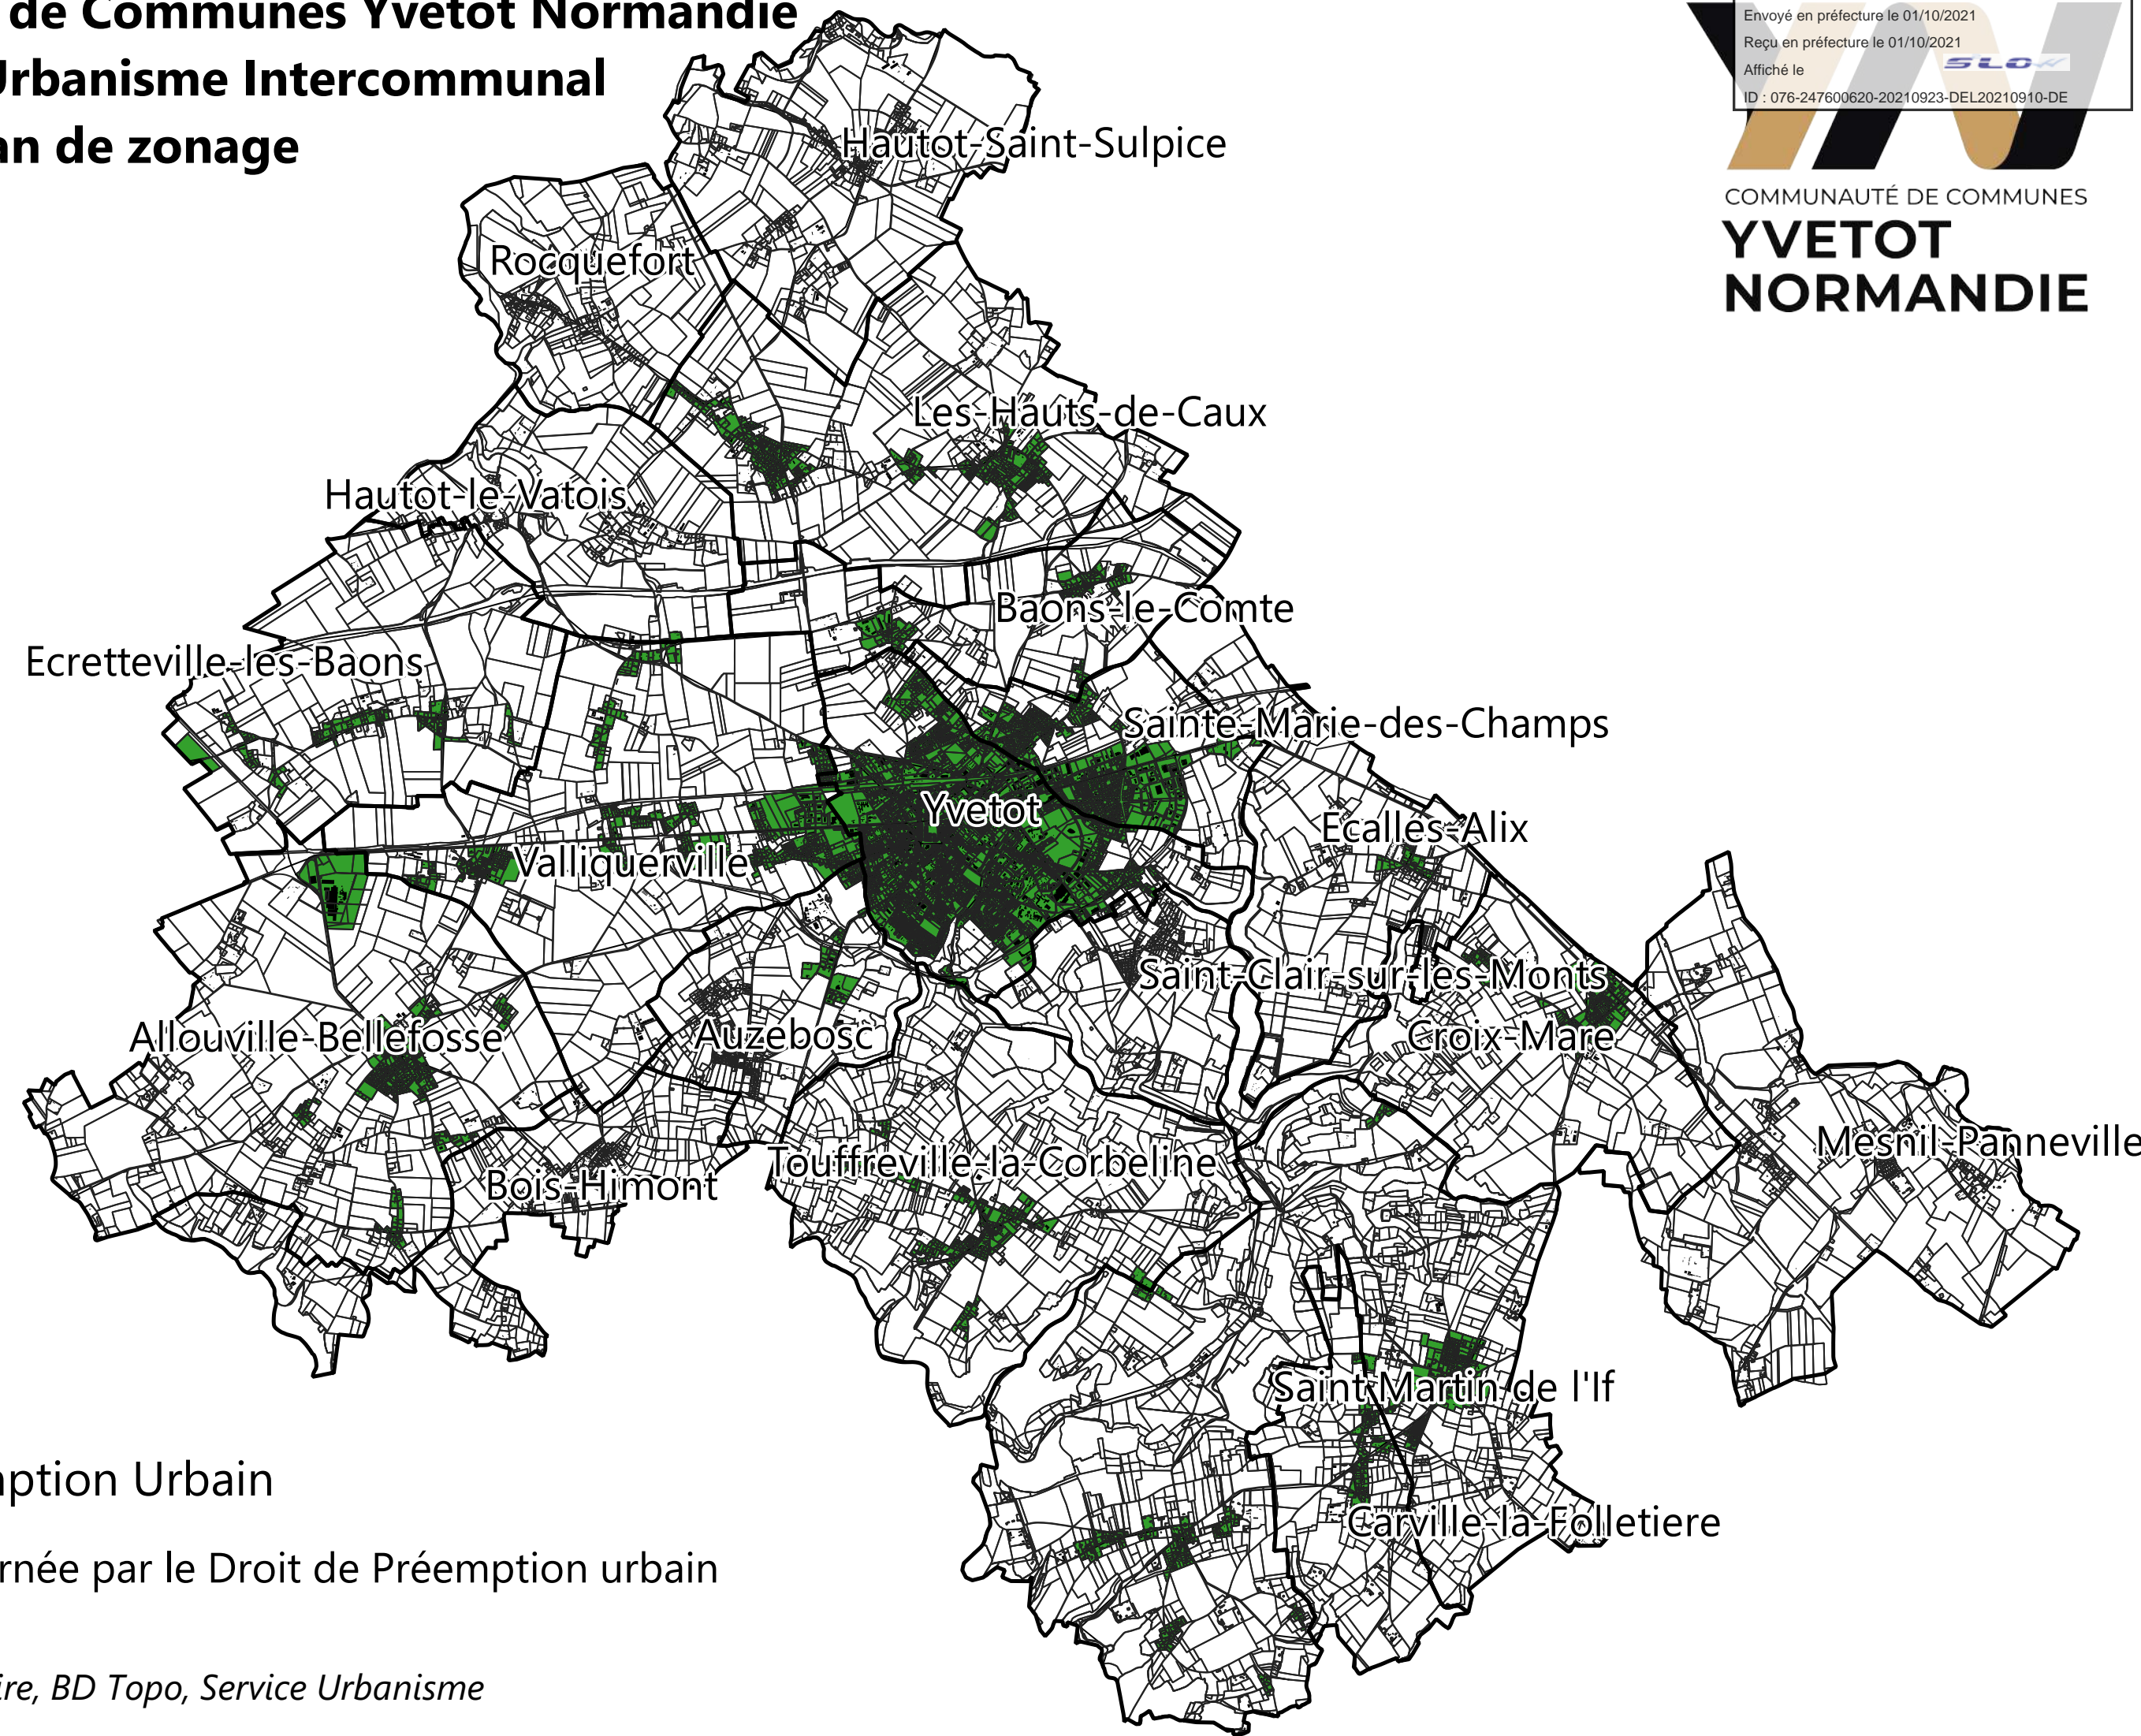 de Communes Yvetot Normandie
Urbanisme Intercommunal
an de zonage
Envoyé en préfecture le 01/10/2021
Reçu en préfecture le 01/10/2021
Affiché le
SLOW
ID : 076-247600620-20210923-DEL20210910-DE
COMMUNAUTÉ DE COMMUNES
YVETOT
NORMANDIE
Hautot-Saint-Sulpice
Rocquefort
Les-Hauts-de-Caux
Hautot-le-Vatois
Baons-le-Comte
Ecretteville-les-Baons
Sainte-Marie-des-Champs
Yvetot
Ecalles-Alix
Valliquerville
Saint-Clair-sur-les-Monts
Allouville-Bellefosse
Auzebosc
Croix-Mare
Mesnil-Panneville
Touffreville-la-Corbeline
Bois-Himont
Saint Martin de l'If
Carville-la-Folletiere
ption Urbain
rnée par le Droit de Préemption urbain
ire, BD Topo, Service Urbanisme